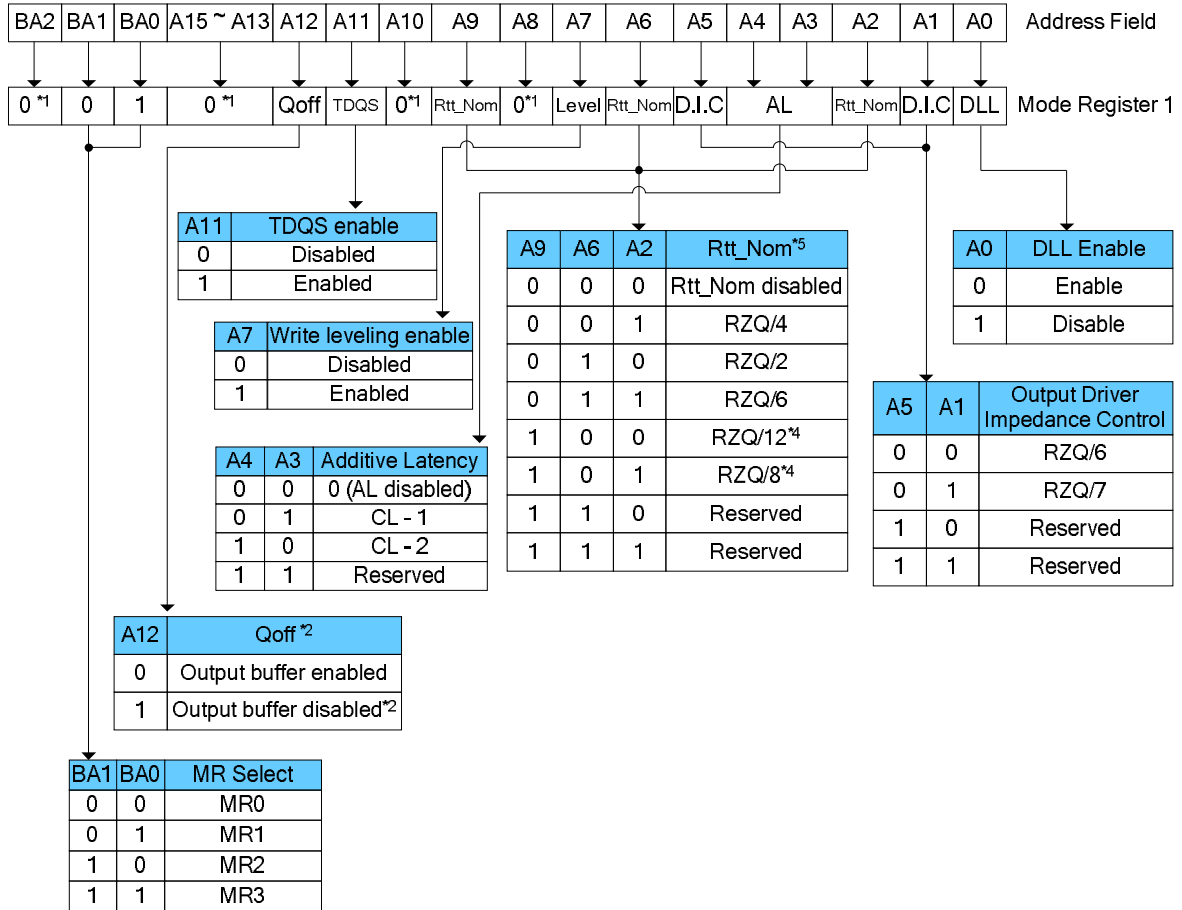 BA2 BA1 BA0 A15 ~ A13 A12 A11 A10 A9 A8 A7 A6 A5 A4 A3 A2 A1 A0 Address Field
0*1 0 1 0*1 Qoff TDQS 0*1 Rtt_Nom 0*1 Level Rtt_Nom D.I.C AL Rtt_Nom D.I.C DLL Mode Register 1
A11 TDQS enable
0 Disabled
1 Enabled
A7 Write leveling enable
0 Disabled
1 Enabled
A4 A3 Additive Latency
0 0 0 (AL disabled)
0 1 CL - 1
1 0 CL - 2
1 1 Reserved
A9 A6 A2 Rtt_Nom*5
0 0 0 Rtt_Nom disabled
0 0 1 RZQ/4
0 1 0 RZQ/2
0 1 1 RZQ/6
1 0 0 RZQ/12*4
1 0 1 RZQ/8*4
1 1 0 Reserved
1 1 1 Reserved
A0 DLL Enable
0 Enable
1 Disable
A5 A1 Output Driver
Impedance Control
0 0 RZQ/6
0 1 RZQ/7
1 0 Reserved
1 1 Reserved
A12 Qoff*2
0 Output buffer enabled
1 Output buffer disabled*2
BA1 BA0 MR Select
0 0 MR0
0 1 MR1
1 0 MR2
1 1 MR3